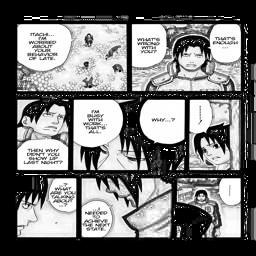 ITACHI...
I'M
WORRIED
ABOUT
YOUR
BEHAVIOR
OF LATE.
WHAT'S
WRONG
WITH
YOU?
THAT'S
ENOUGH
...
THEN WHY
DIDN'T YOU
SHOW UP
LAST NIGHT?
I'M
BUSY
WITH
WORK...
THAT'S
ALL.
WHY...?
...
WHAT
ARE YOU
TALKING
ABOUT
...?
I
NEEDED
TO
ACHIEVE
THE NEXT
STATE.
...